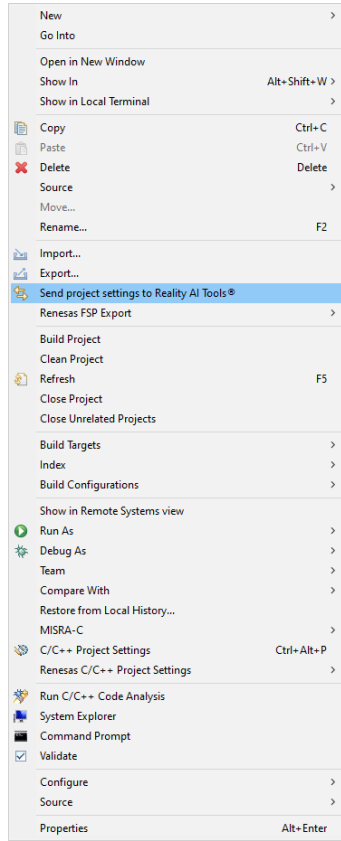 New >
Go Into
Open in New Window
Show In Alt+Shift+W >
Show in Local Terminal >
Copy Ctrl+C
Paste Ctrl+V
Delete Delete
Source >
Move...
Rename... F2
Import...
Export...
Send project settings to Reality AI Tools®
Renesas FSP Export >
Build Project
Clean Project
Refresh F5
Close Project
Close Unrelated Projects
Build Targets >
Index >
Build Configurations >
Show in Remote Systems view
Run As >
Debug As >
Team >
Compare With >
Restore from Local History...
MISRA-C >
C/C++ Project Settings Ctrl+Alt+P
Renesas C/C++ Project Settings >
Run C/C++ Code Analysis
System Explorer
Command Prompt
Validate
Configure >
Source >
Properties Alt+Enter